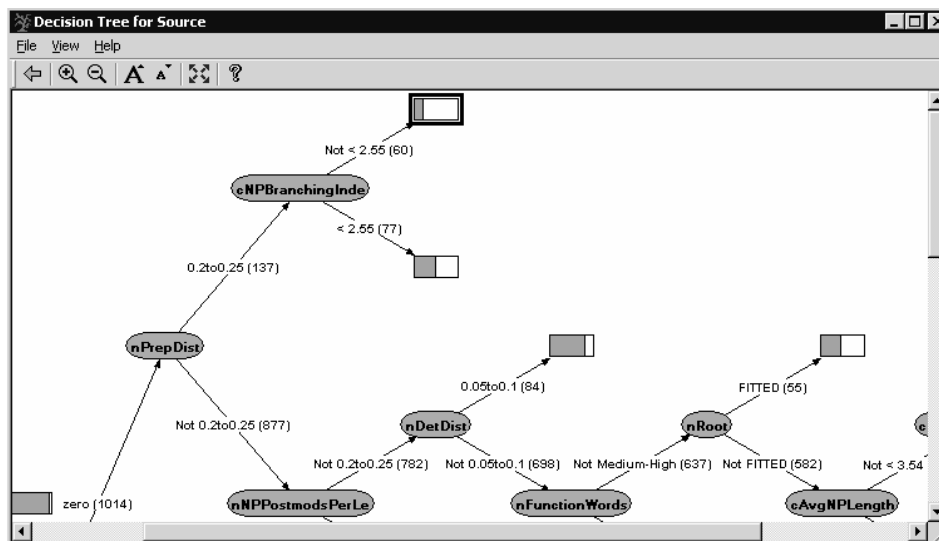 Decision Tree for Source
File View Help
A A ?
Not < 2.55 (60)
cNPBranchingInde
< 2.55 (77)
0.2to0.25 (137)
nPrepDist
0.05to0.1 (84)
FITTED (55)
Not 0.2to0.25 (877)
nDetDist
nRoot
c
Not 0.2to0.25 (782)
Not 0.05to0.1 (698)
Not Medium-High (637)
Not FITTED (582)
Not < 3.54
zero (1014)
nNPPostmodsPerLe
nFunctionWords
cAvgNPLength